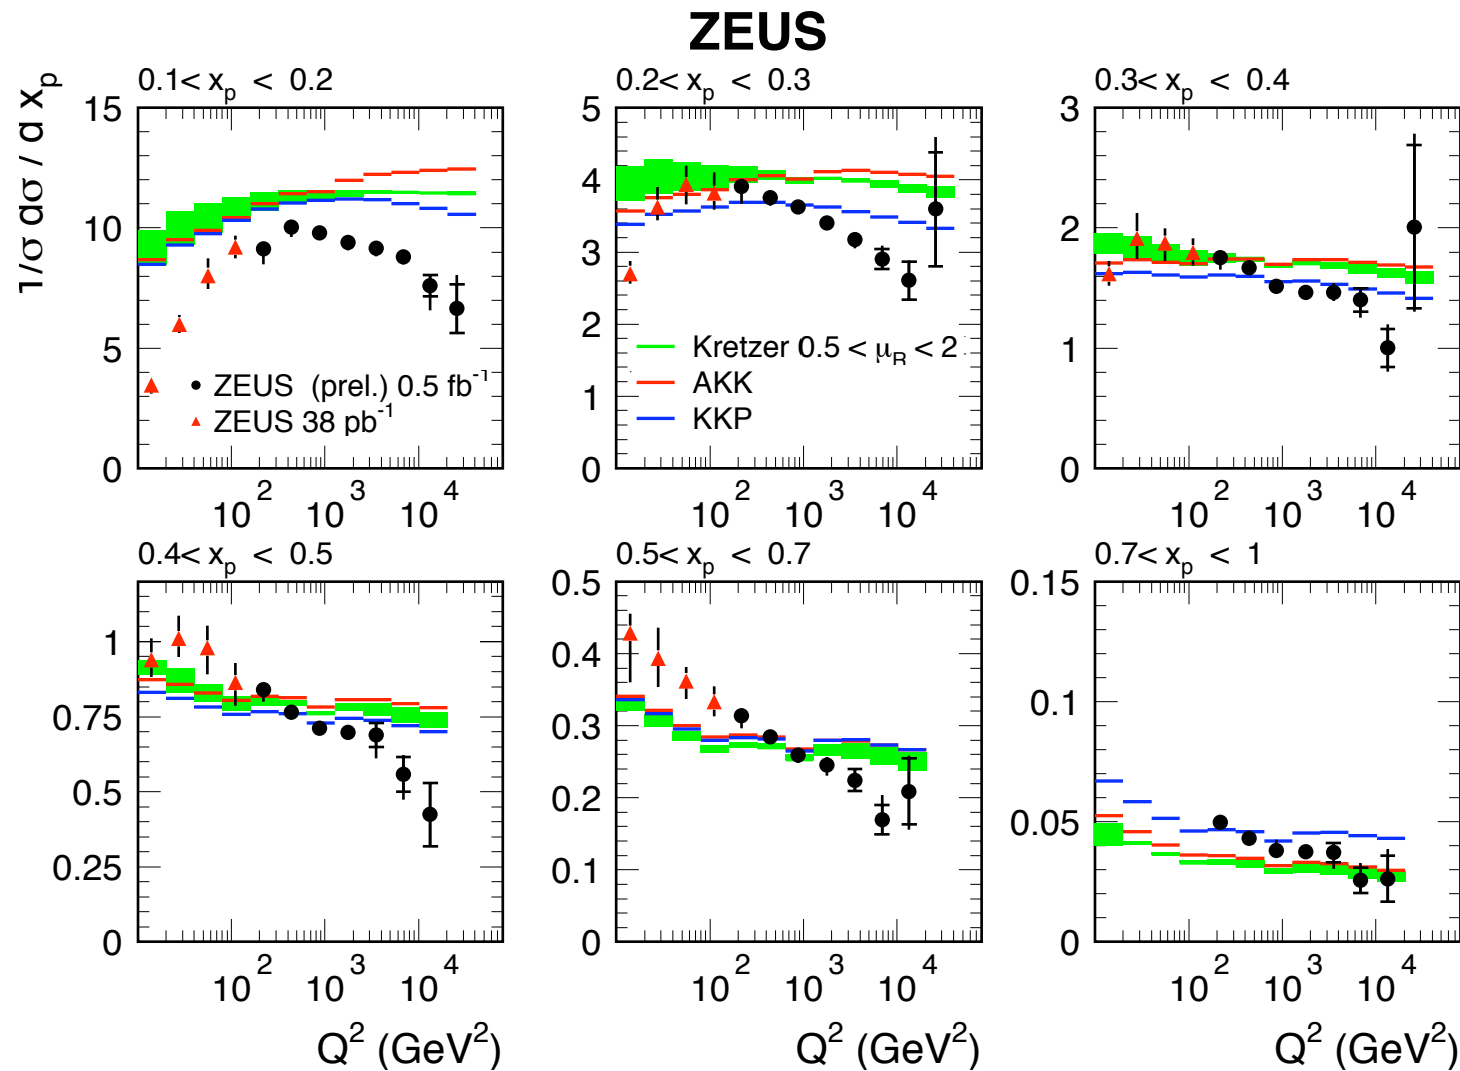 ZEUS
1/σ dσ / d x_p
0.1< x_p < 0.2
0.2< x_p < 0.3
0.3< x_p < 0.4
15
10
5
0
5
4
3
2
1
0
3
2
1
0
ZEUS (prel.) 0.5 fb^-1
ZEUS 38 pb^-1
Kretzer 0.5 < μ_R < 2
AKK
KKP
10^2 10^3 10^4
10^2 10^3 10^4
10^2 10^3 10^4
0.4< x_p < 0.5
0.5< x_p < 0.7
0.7< x_p < 1
1
0.75
0.5
0.25
0
0.5
0.4
0.3
0.2
0.1
0
0.15
0.1
0.05
0
10^2 10^3 10^4
10^2 10^3 10^4
10^2 10^3 10^4
Q^2 (GeV^2)
Q^2 (GeV^2)
Q^2 (GeV^2)